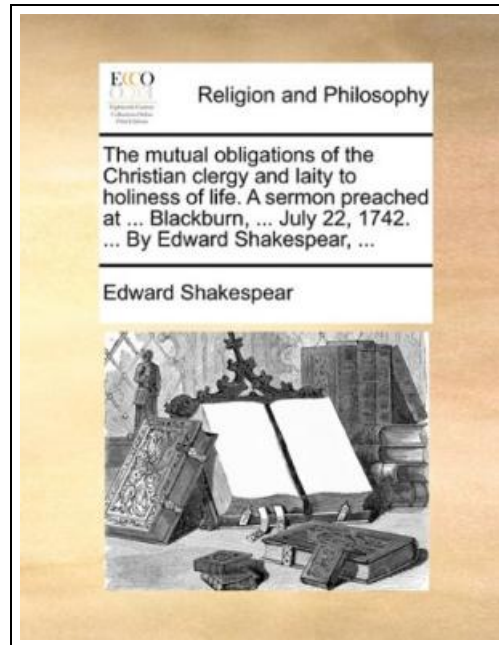 ECCO
Religion and Philosophy
The mutual obligations of the
Christian clergy and laity to
holiness of life. A sermon preached
at ... Blackburn, ... July 22, 1742.
... By Edward Shakespear, ...
Edward Shakespear